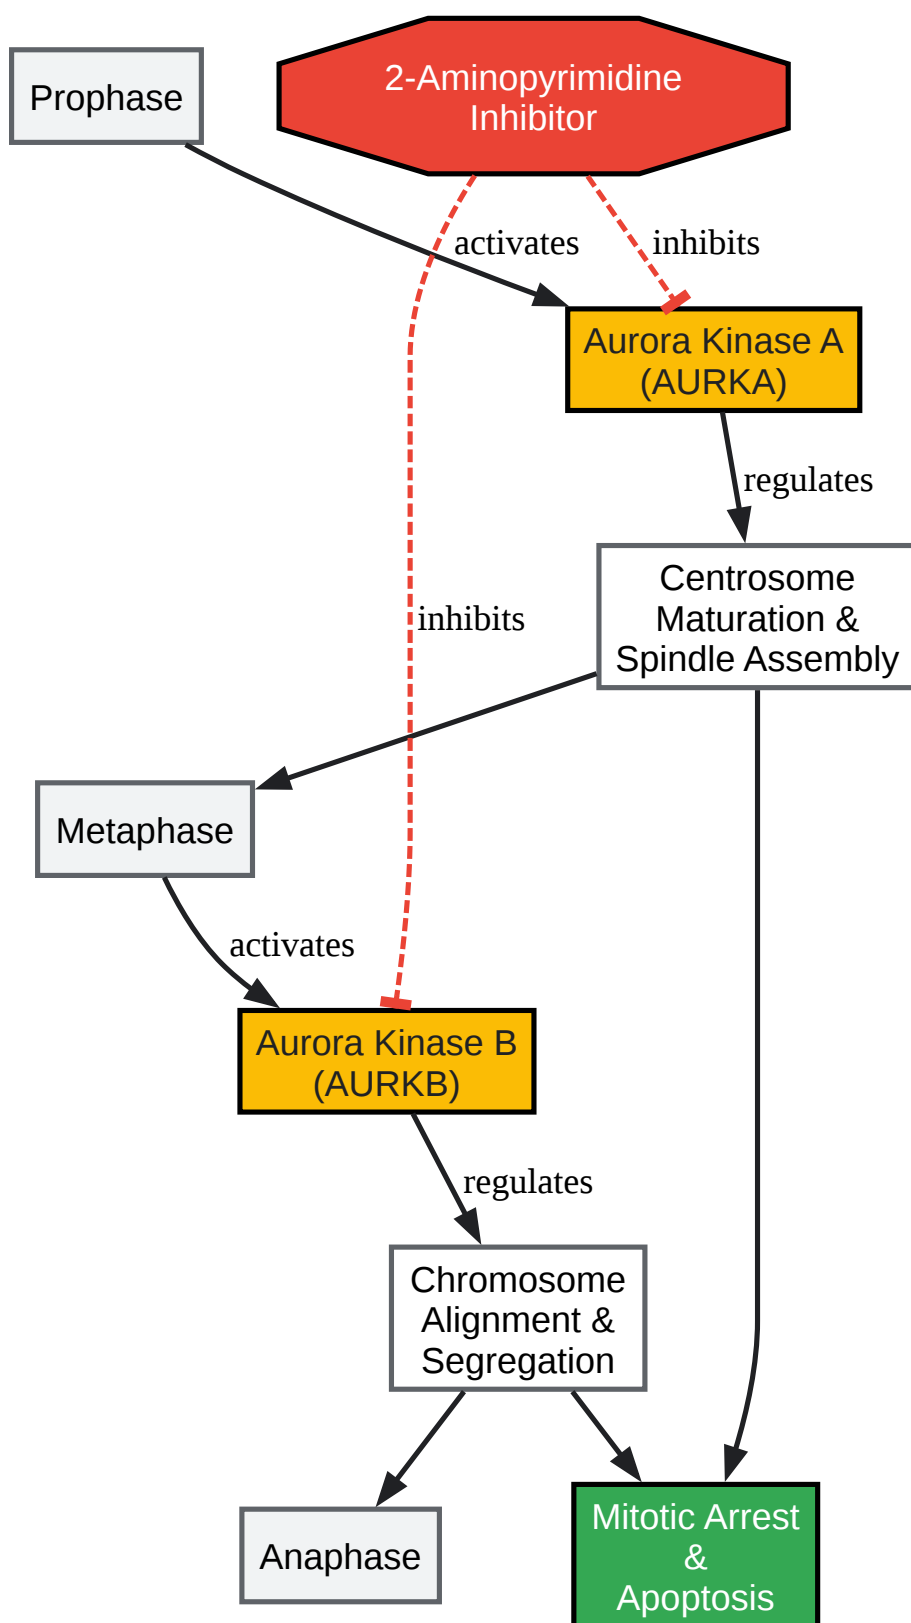 Prophase
2-Aminopyrimidine
Inhibitor
activates
inhibits
Aurora Kinase A
(AURKA)
regulates
Centrosome
Maturation &
Spindle Assembly
inhibits
Metaphase
activates
Aurora Kinase B
(AURKB)
regulates
Chromosome
Alignment &
Segregation
Anaphase
Mitotic Arrest
&
Apoptosis